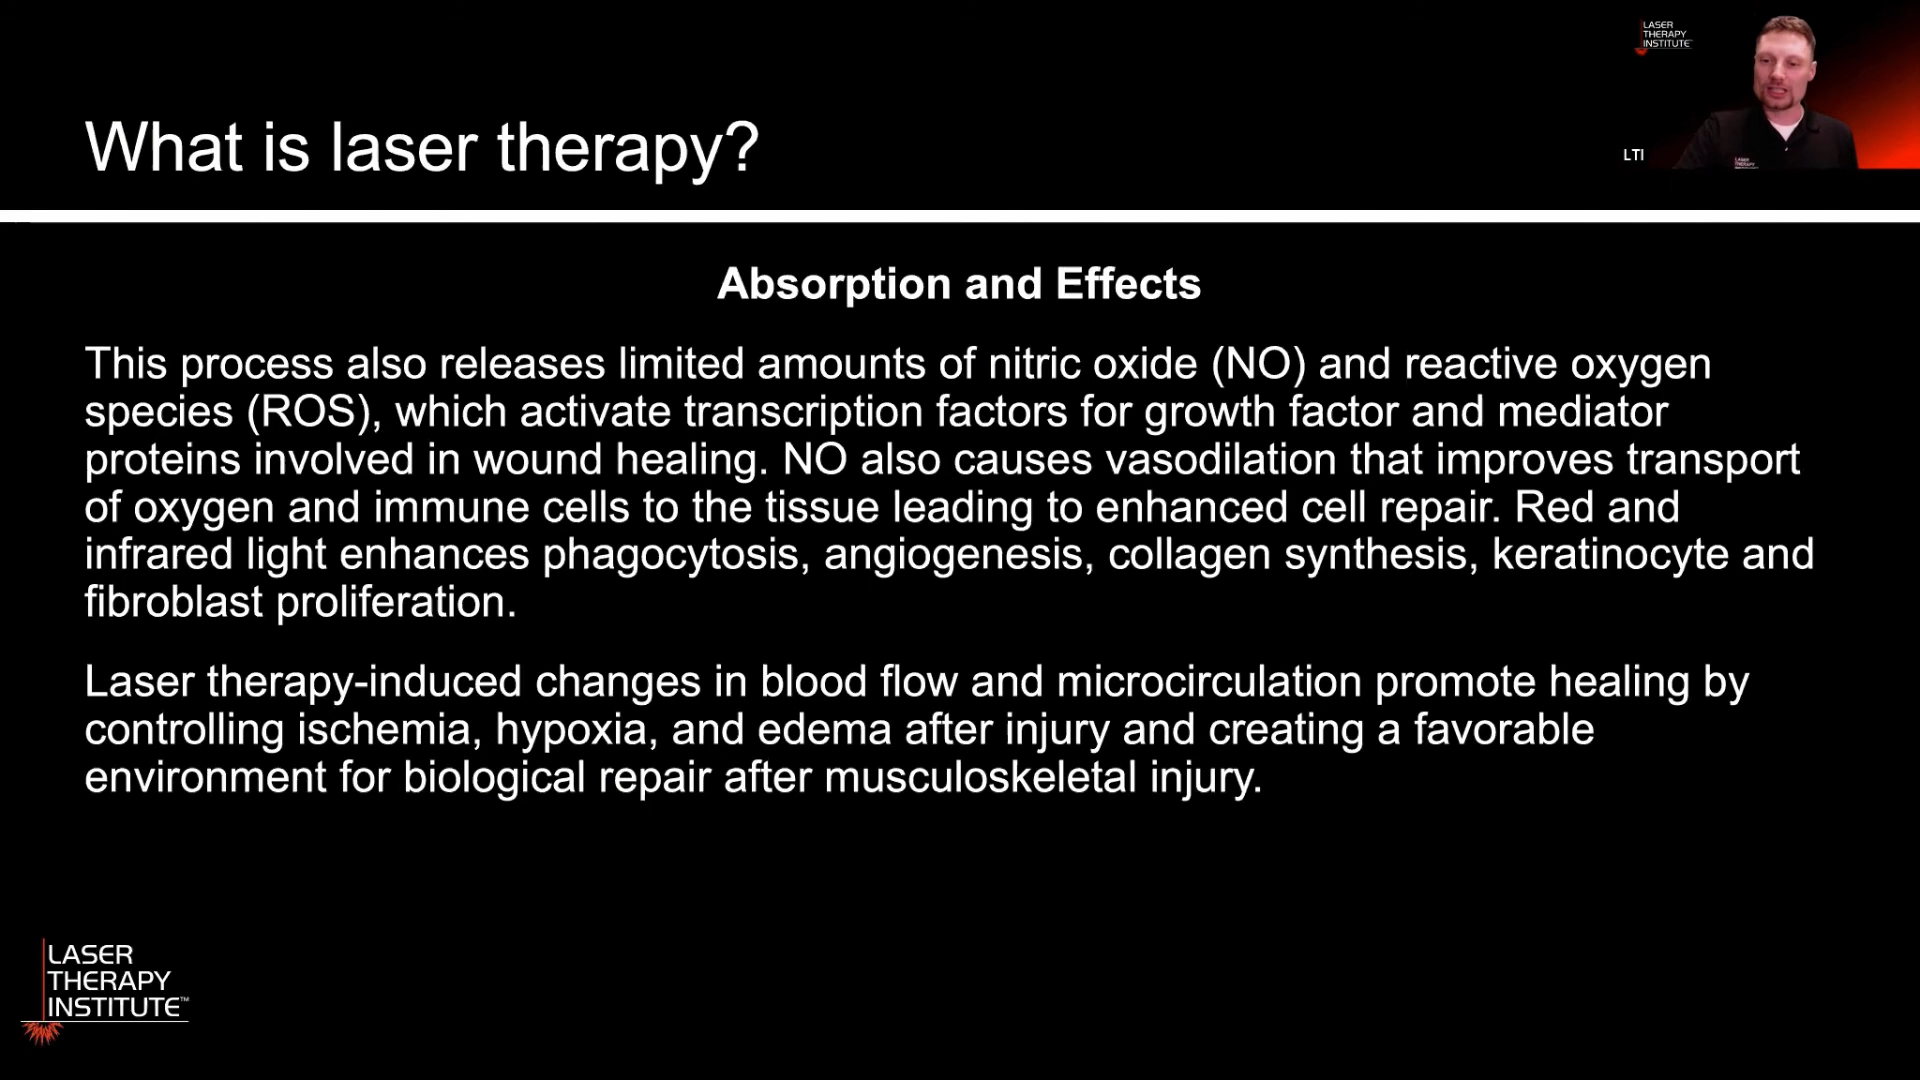 LASER
THERAPY
INSTITUTE
LTI
What is laser therapy?
Absorption and Effects
This process also releases limited amounts of nitric oxide (NO) and reactive oxygen
species (ROS), which activate transcription factors for growth factor and mediator
proteins involved in wound healing. NO also causes vasodilation that improves transport
of oxygen and immune cells to the tissue leading to enhanced cell repair. Red and
infrared light enhances phagocytosis, angiogenesis, collagen synthesis, keratinocyte and
fibroblast proliferation.
Laser therapy-induced changes in blood flow and microcirculation promote healing by
controlling ischemia, hypoxia, and edema after injury and creating a favorable
environment for biological repair after musculoskeletal injury.
LASER
THERAPY
INSTITUTE™